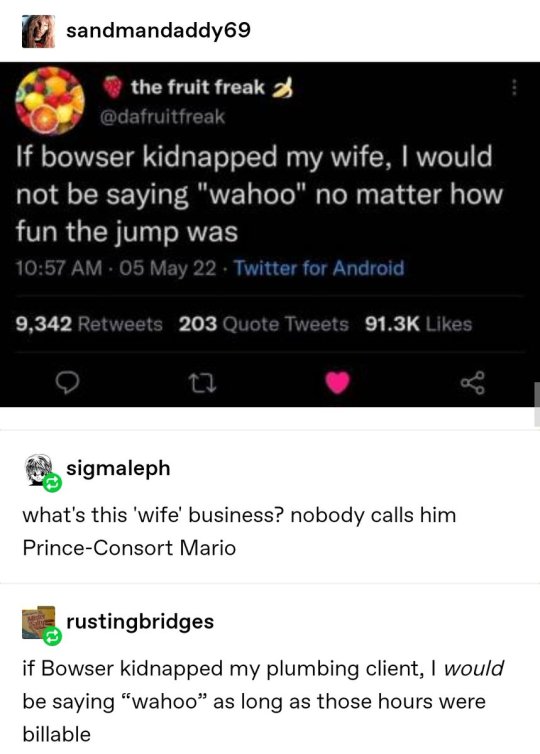 sandmandaddy69
the fruit freak
@dafruitfreak
If bowser kidnapped my wife, I would
not be saying "wahoo" no matter how
fun the jump was
10:57 AM · 05 May 22 · Twitter for Android
9,342 Retweets 203 Quote Tweets 91.3K Likes
sigmaleph
what's this 'wife' business? nobody calls him
Prince-Consort Mario
rustingbridges
if Bowser kidnapped my plumbing client, I would
be saying “wahoo” as long as those hours were
billable